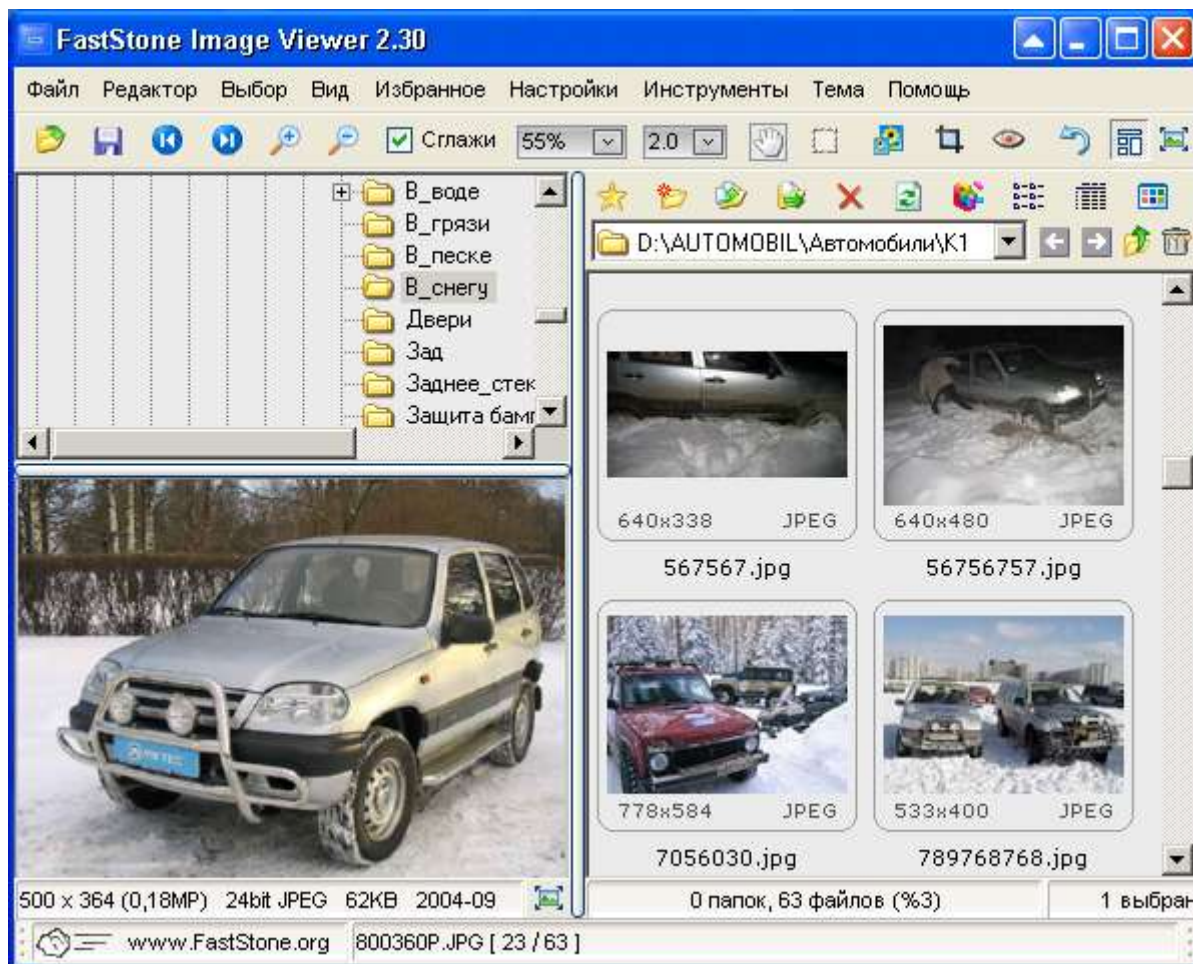 FastStone Image Viewer 2.30
Файл Редактор Выбор Вид Избранное Настройки Инструменты Тема Помощь
Сглажи 55% 2.0
В_воде
В_грязи
В_песке
В_снегу
Двери
Зад
Заднее_стек
Защита бамп
D:\AUTOMOBIL\Автомобили\К1
640x338 JPEG
567567.jpg
640x480 JPEG
56756757.jpg
778x584 JPEG
7056030.jpg
533x400 JPEG
789768768.jpg
500 x 364 (0,18MP) 24bit JPEG 62KB 2004-09
0 папок, 63 файлов (%3)
1 выбран
www.FastStone.org
800360P.JPG [ 23 / 63 ]